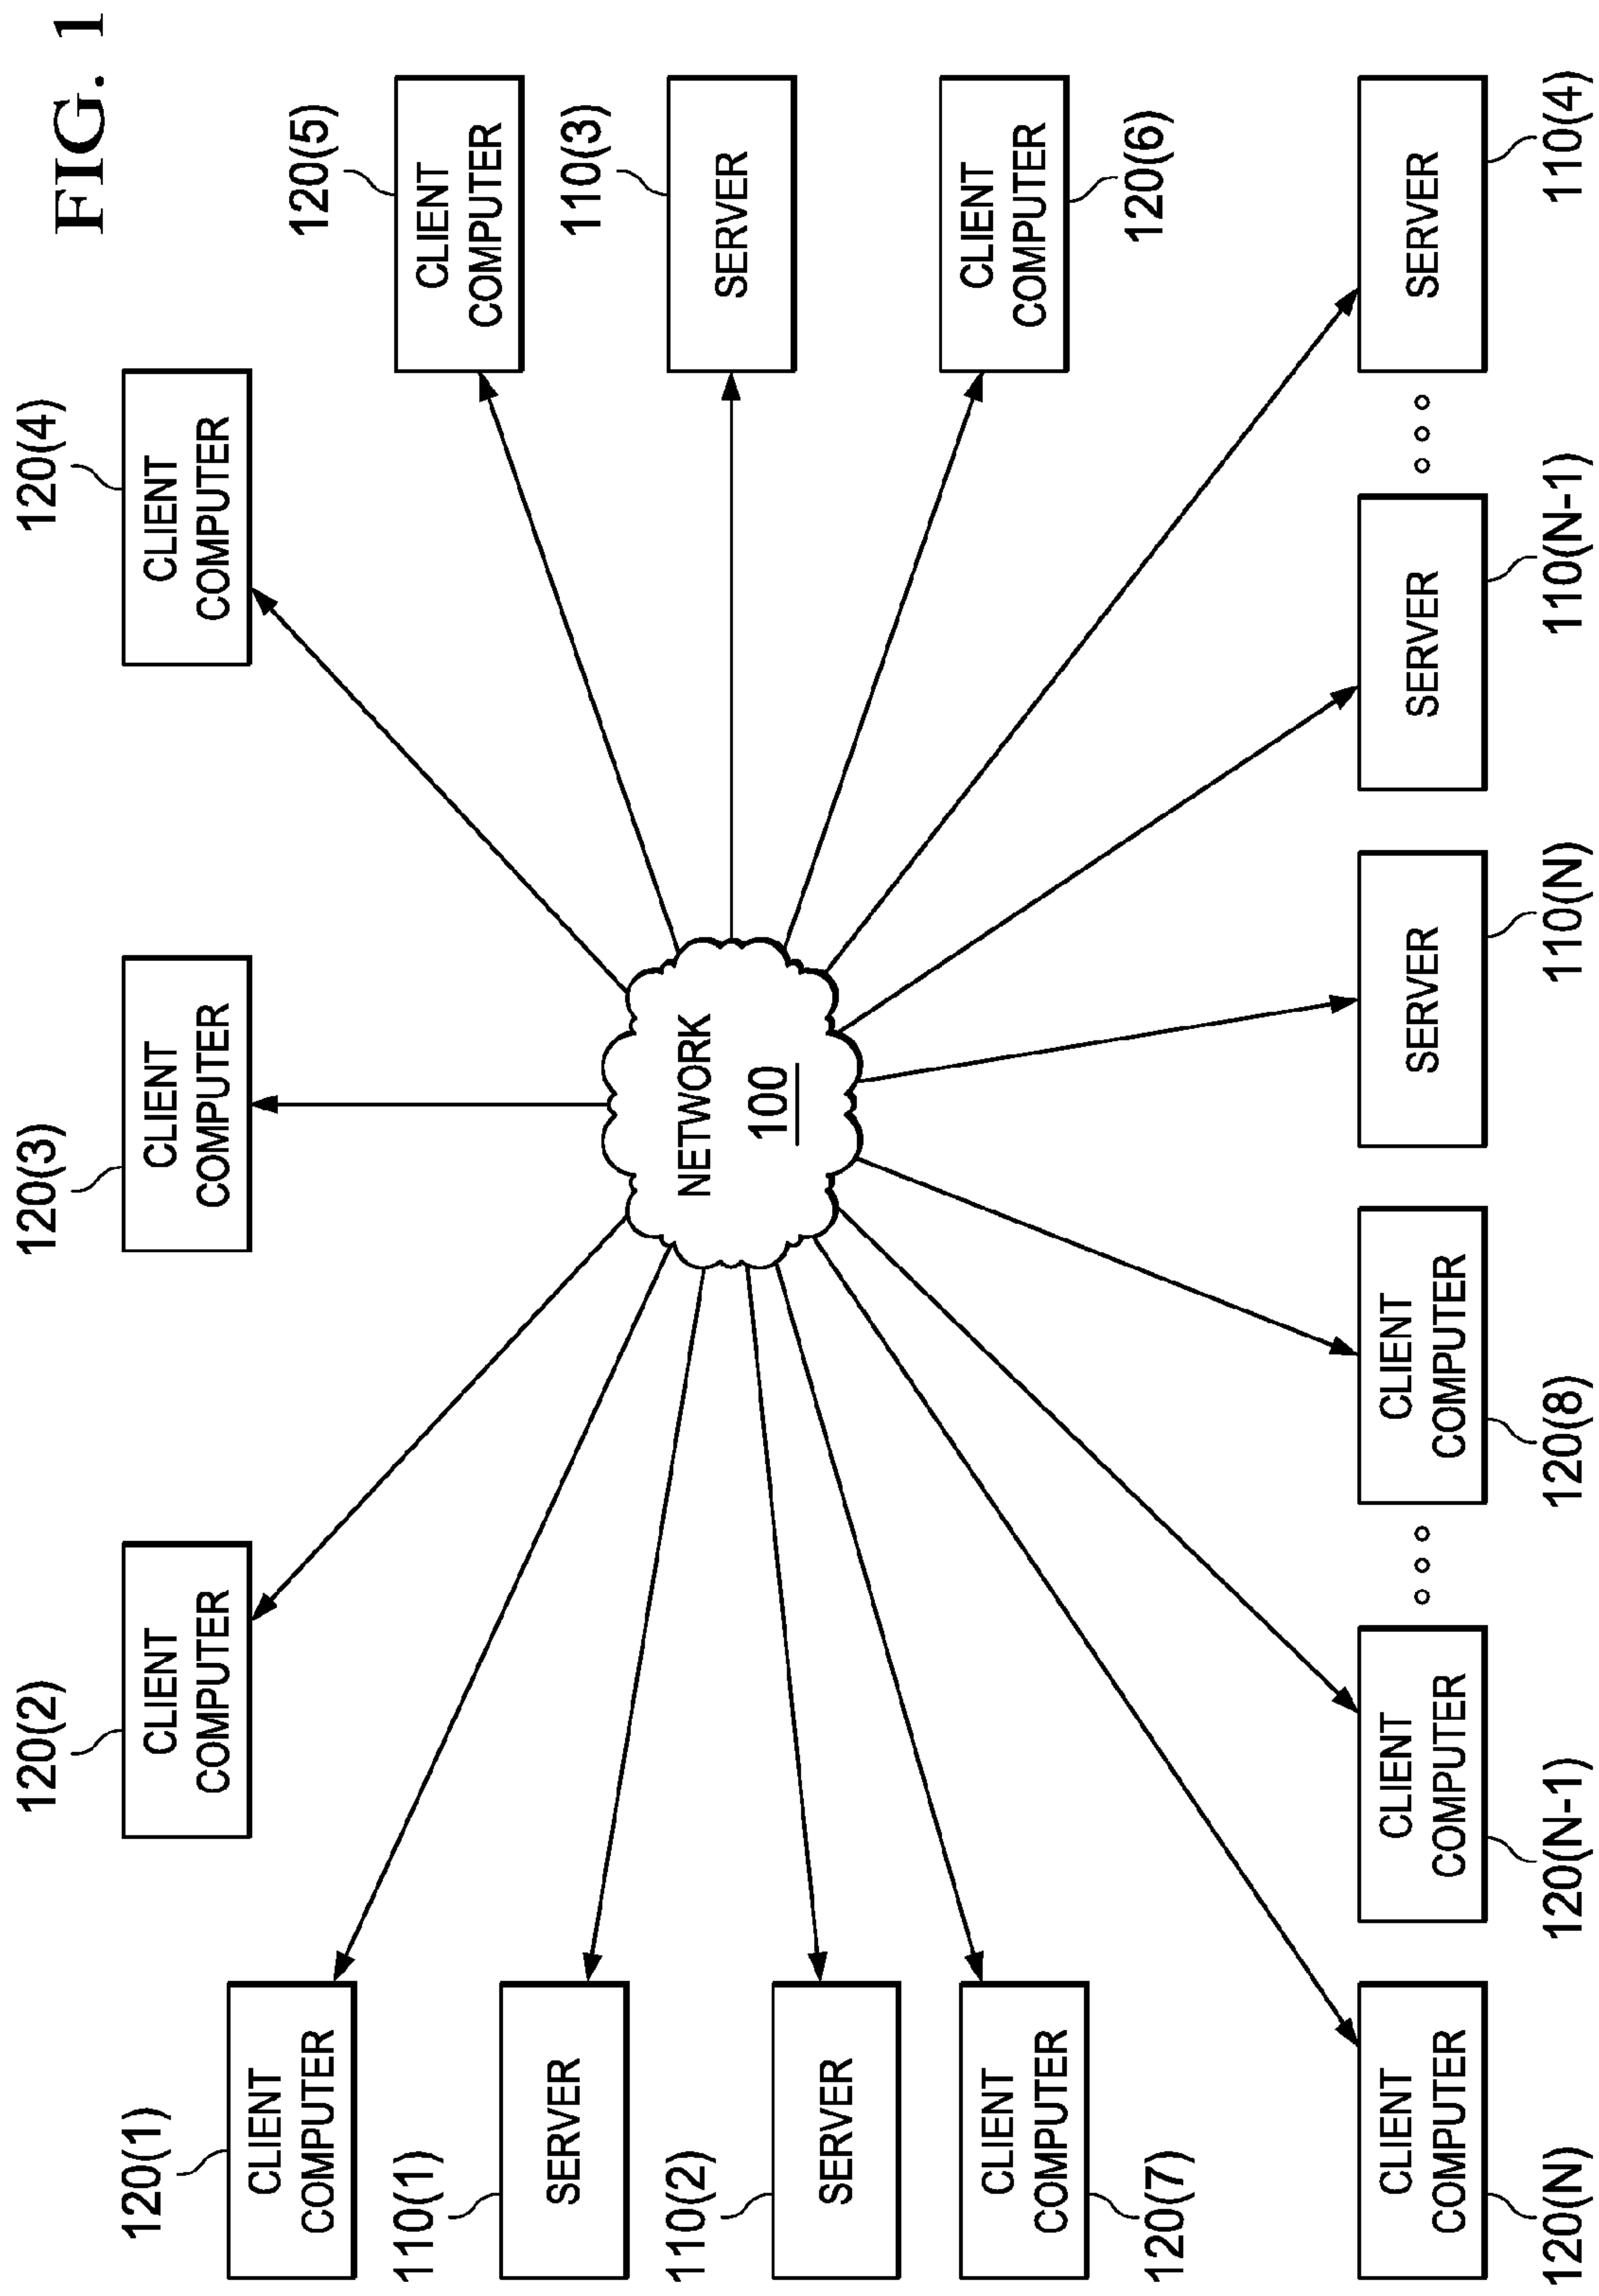 FIG. 1
120(2)
CLIENT
COMPUTER
120(3)
CLIENT
COMPUTER
120(4)
CLIENT
COMPUTER
120(1)
CLIENT
COMPUTER
120(5)
CLIENT
COMPUTER
110(1)
SERVER
110(3)
SERVER
NETWORK
100
110(2)
SERVER
120(6)
CLIENT
COMPUTER
120(7)
CLIENT
COMPUTER
CLIENT
COMPUTER
120(N)
CLIENT
COMPUTER
120(N-1)
CLIENT
COMPUTER
120(8)
SERVER
110(N)
SERVER
110(N-1)
SERVER
110(4)